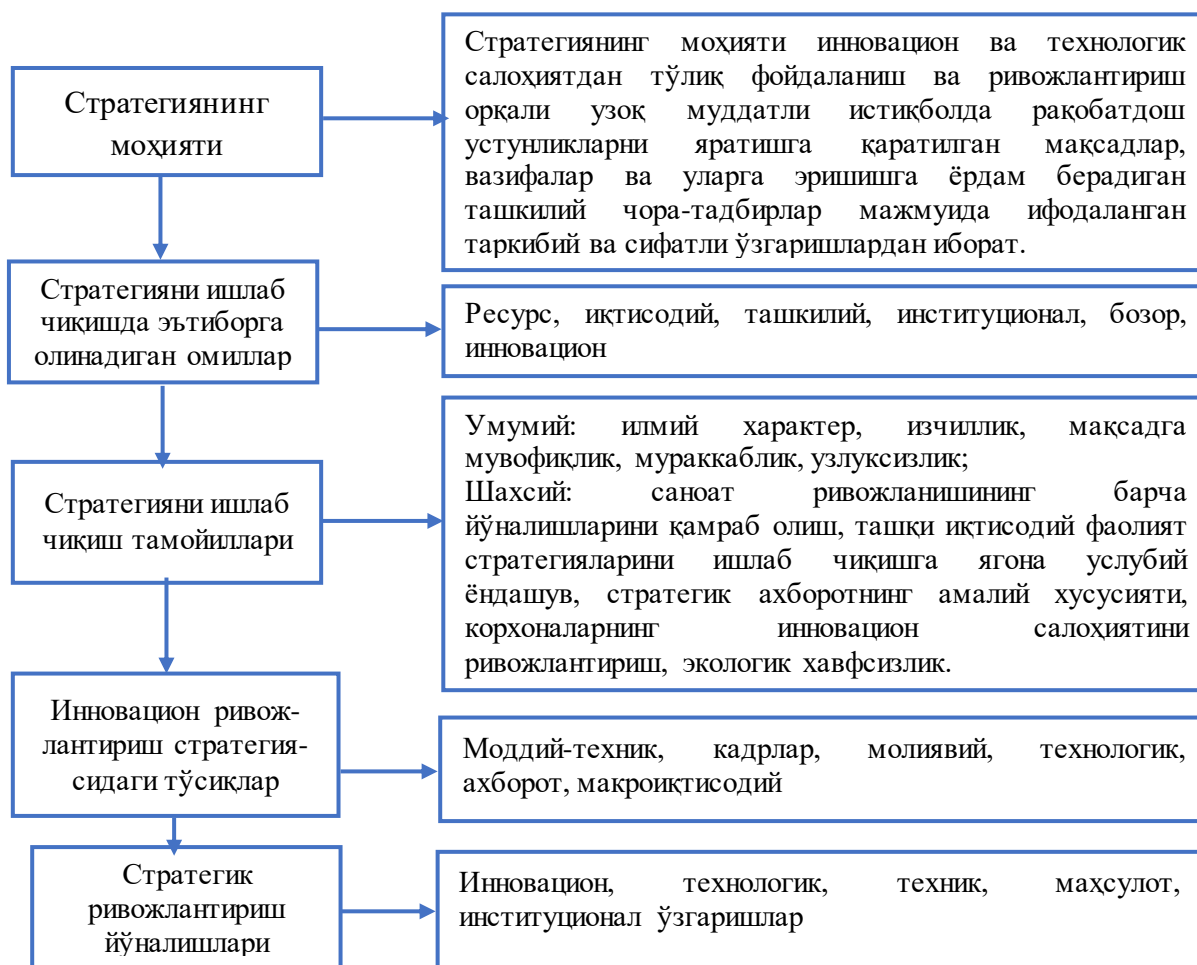 Стратегиянинг
моҳияти
Стратегиянинг моҳияти инновацион ва технологик
салоҳиятдан тўлиқ фойдаланиш ва ривожлантириш
орқали узоқ муддатли истиқболда рақобатдош
устунликларни яратишга қаратилган мақсадлар,
вазифалар ва уларга эришишга ёрдам берадиган
ташкилий чора-тадбирлар мажмуида ифодаланган
таркибий ва сифатли ўзгаришлардан иборат.
Стратегияни ишлаб
чиқишда эътиборга
олинадиган омиллар
Ресурс, иқтисодий, ташкилий, институционал, бозор,
инновацион
Стратегияни ишлаб
чиқиш тамойиллари
Умумий: илмий характер, изчиллик, мақсадга
мувофиқлик, мураккаблик, узлуксизлик;
Шахсий: саноат ривожланишининг барча
йўналишларини қамраб олиш, ташқи иқтисодий фаолият
стратегияларини ишлаб чиқишга ягона услубий
ёндашув, стратегик ахборотнинг амалий хусусияти,
корхоналарнинг инновацион салоҳиятини
ривожлантириш, экологик хавфсизлик.
Инновацион ривож-
лантириш стратегия-
сидаги тўсиқлар
Моддий-техник, кадрлар, молиявий, технологик,
ахборот, макроиқтисодий
Стратегик
ривожлантириш
йўналишлари
Инновацион, технологик, техник, маҳсулот,
институционал ўзгаришлар